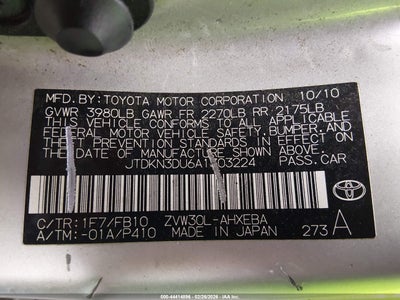 MFD.BY: TOYOTA MOTOR CORPORATION 10/10
GVWR 3980LB GAWR FR 2270LB RR 2175LB
THIS VEHICLE CONFORMS TO ALL APPLICABLE
FEDERAL MOTOR VEHICLE SAFETY, BUMPER, AND
THEFT PREVENTION STANDARDS IN EFFECT
ON THE DATE OF MANUFACTURE SHOWN ABOVE.
PASS.CAR
C/TR: 1F7/FB10 ZVW30L-AHXEBA
A/TM: -01A/P410 MADE IN JAPAN 273 A
TOYOTA